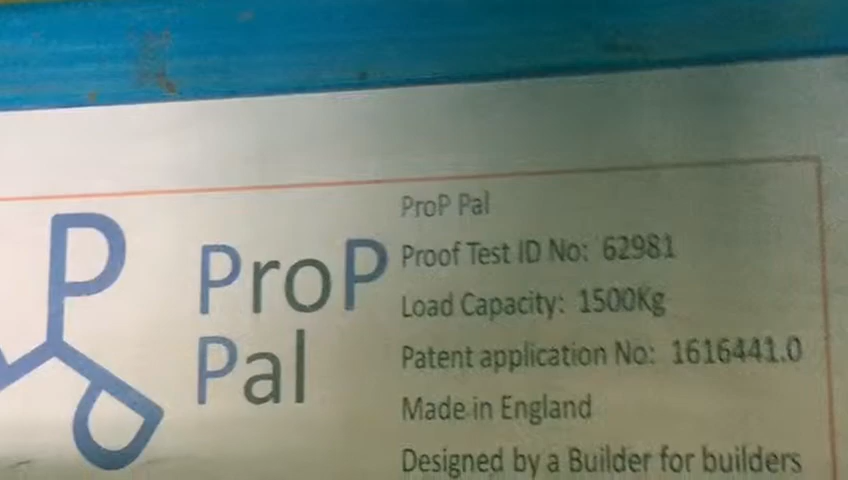 ProP
Pal
ProP Pal
Proof Test ID No: 62981
Load Capacity: 1500Kg
Patent application No: 1616441.0
Made in England
Designed by a Builder for builders